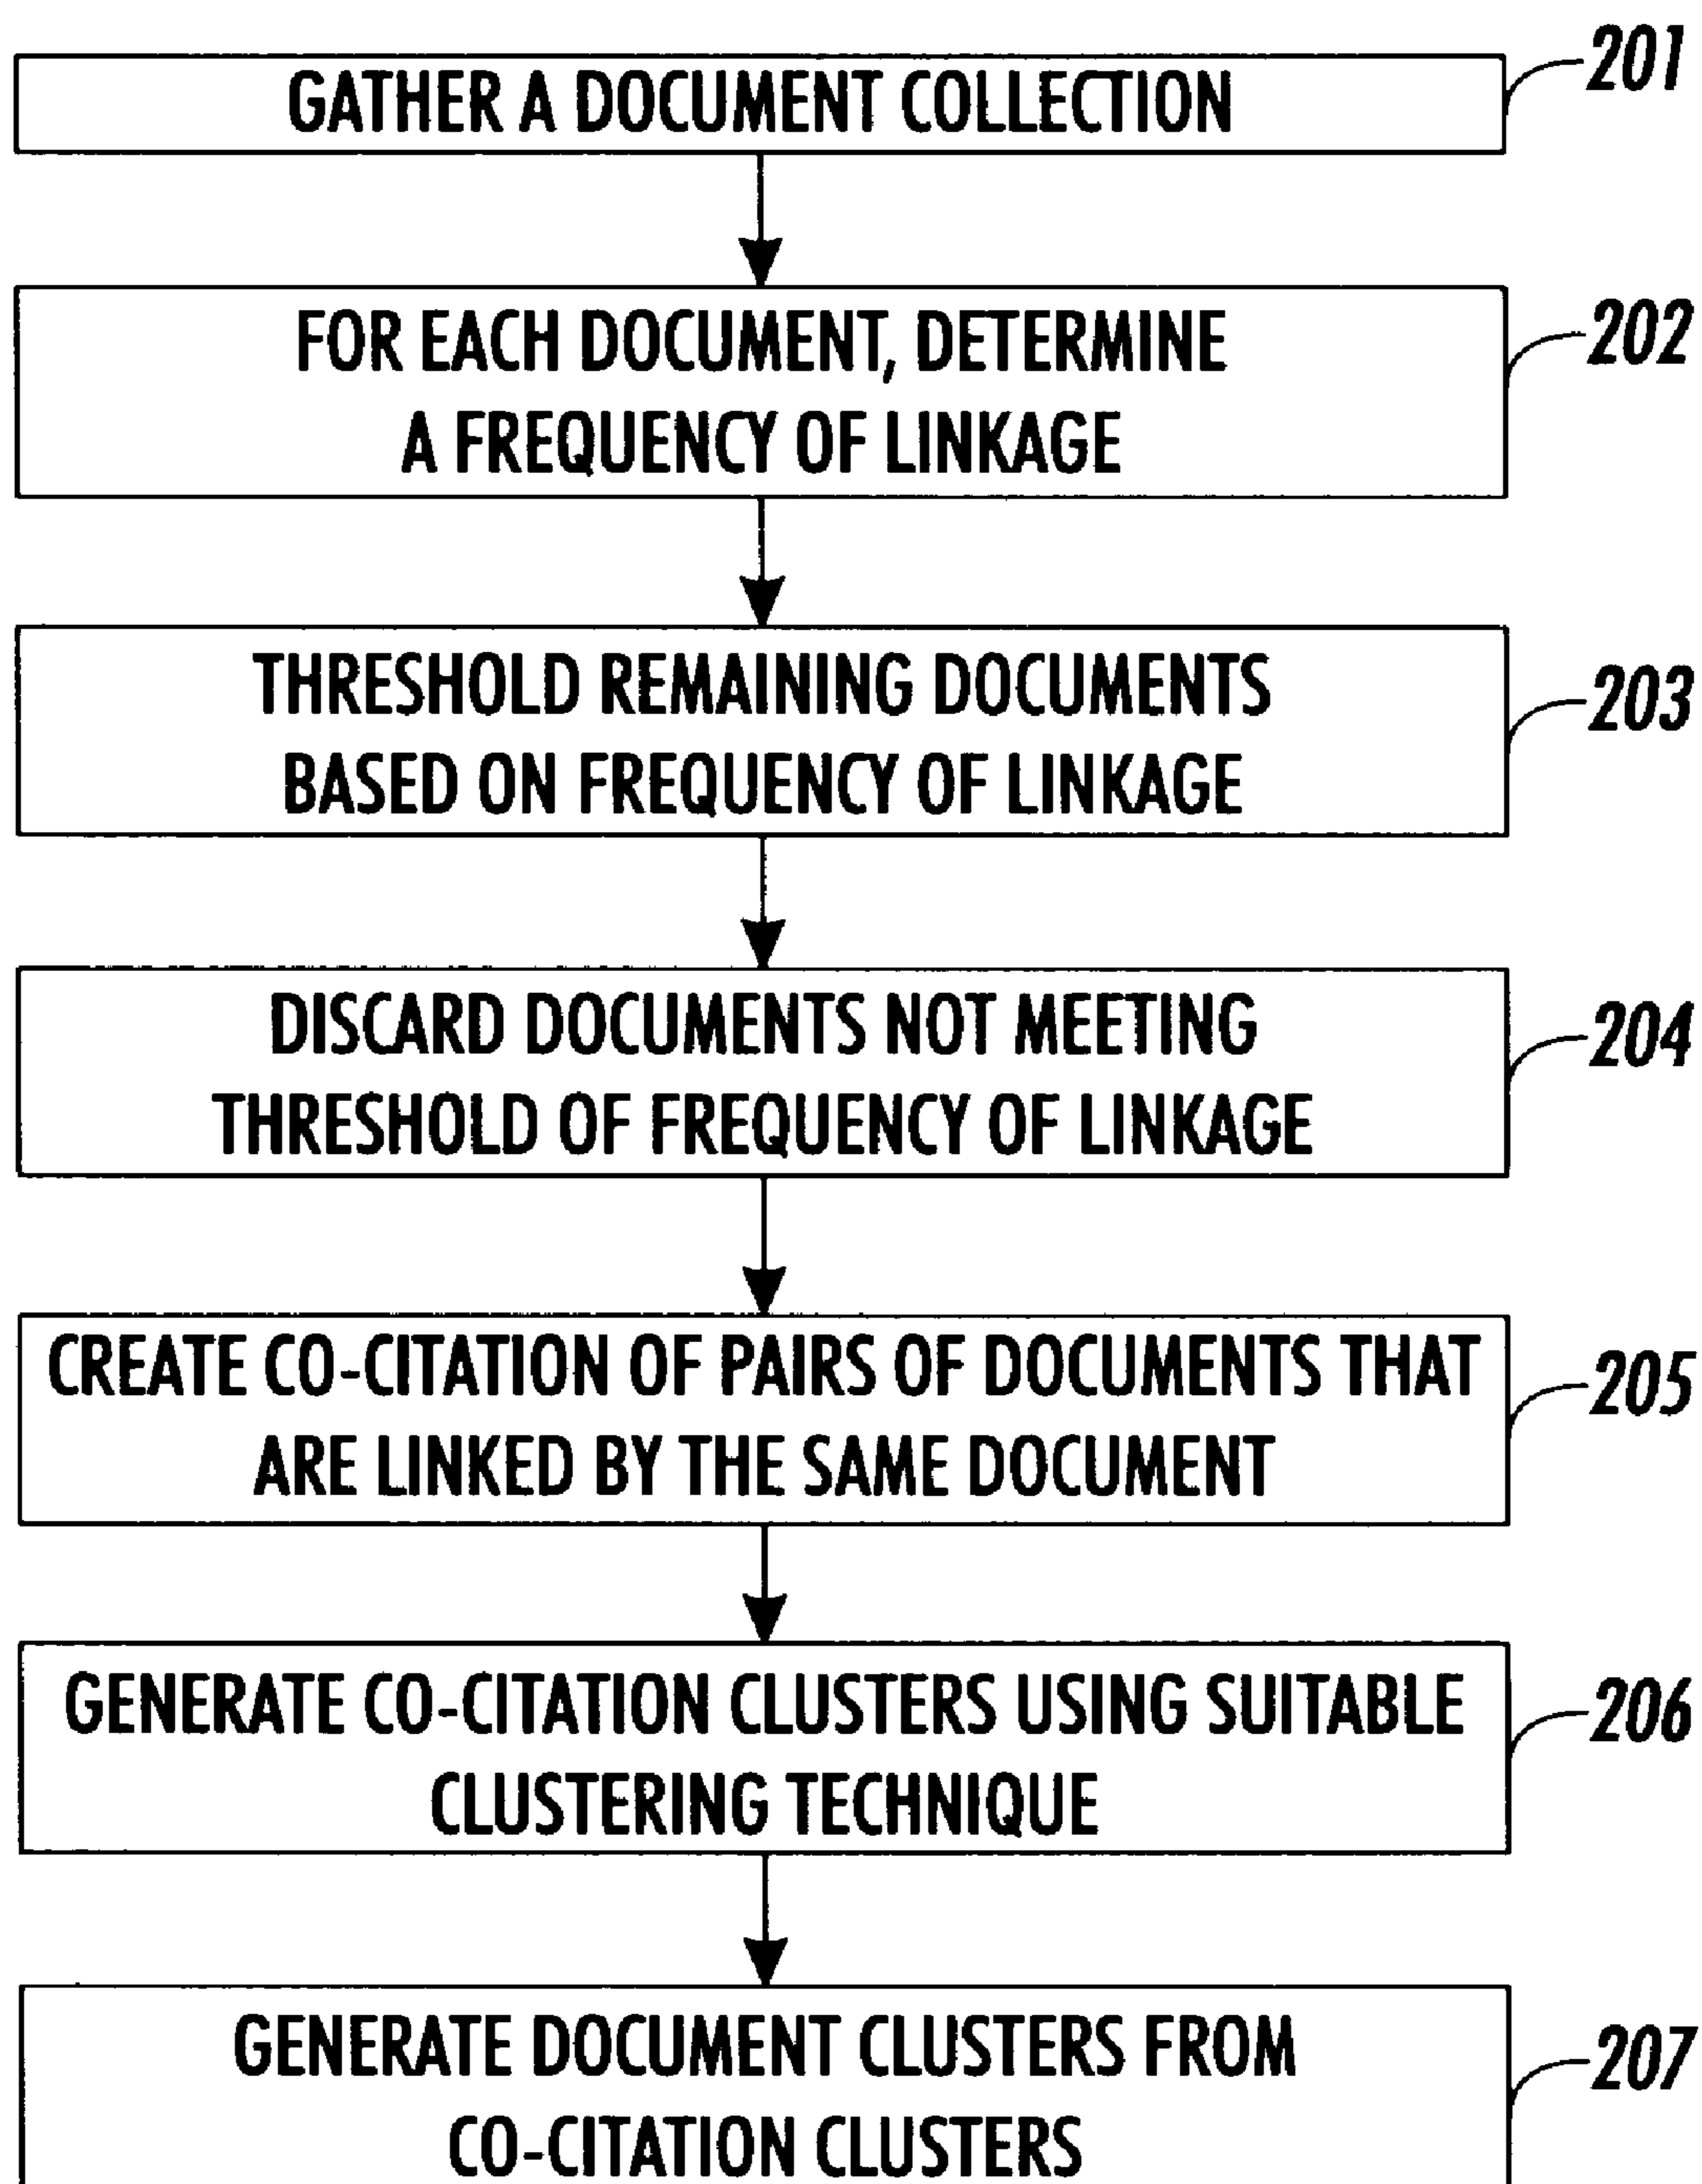 GATHER A DOCUMENT COLLECTION
201
FOR EACH DOCUMENT, DETERMINE
A FREQUENCY OF LINKAGE
202
THRESHOLD REMAINING DOCUMENTS
BASED ON FREQUENCY OF LINKAGE
203
DISCARD DOCUMENTS NOT MEETING
THRESHOLD OF FREQUENCY OF LINKAGE
204
CREATE CO-CITATION OF PAIRS OF DOCUMENTS THAT
ARE LINKED BY THE SAME DOCUMENT
205
GENERATE CO-CITATION CLUSTERS USING SUITABLE
CLUSTERING TECHNIQUE
206
GENERATE DOCUMENT CLUSTERS FROM
CO-CITATION CLUSTERS
207